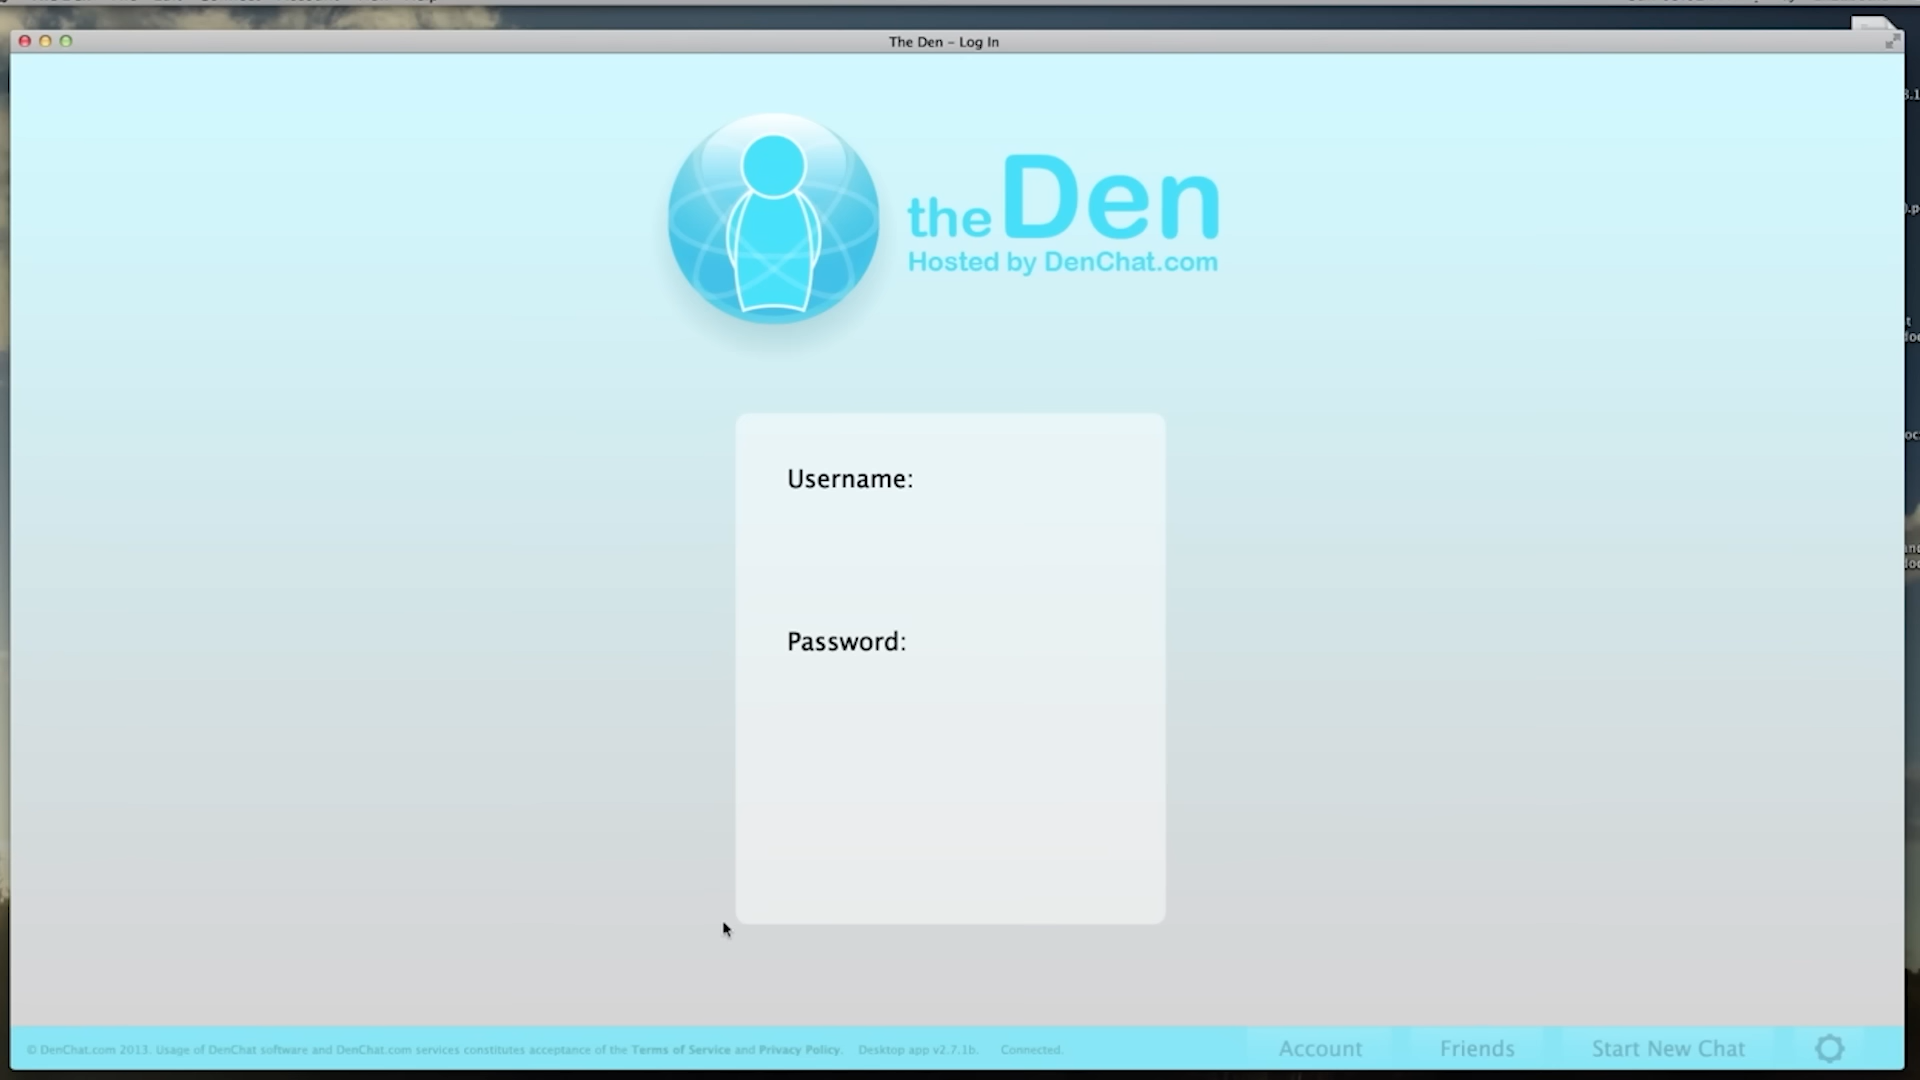 The Den – Log In
the Den
Hosted by DenChat.com
Username:
Password:
© DenChat.com 2013. Usage of DenChat software and DenChat.com services constitutes acceptance of the Terms of Service and Privacy Policy. Desktop app v2.7.1b. Connected.
Account Friends Start New Chat